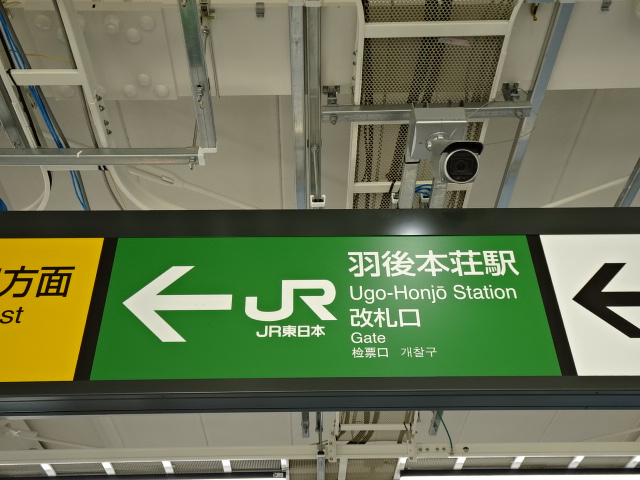 方面
st
JR
JR東日本
羽後本荘駅
Ugo-Honjō Station
改札口
Gate
检票口 개찰구